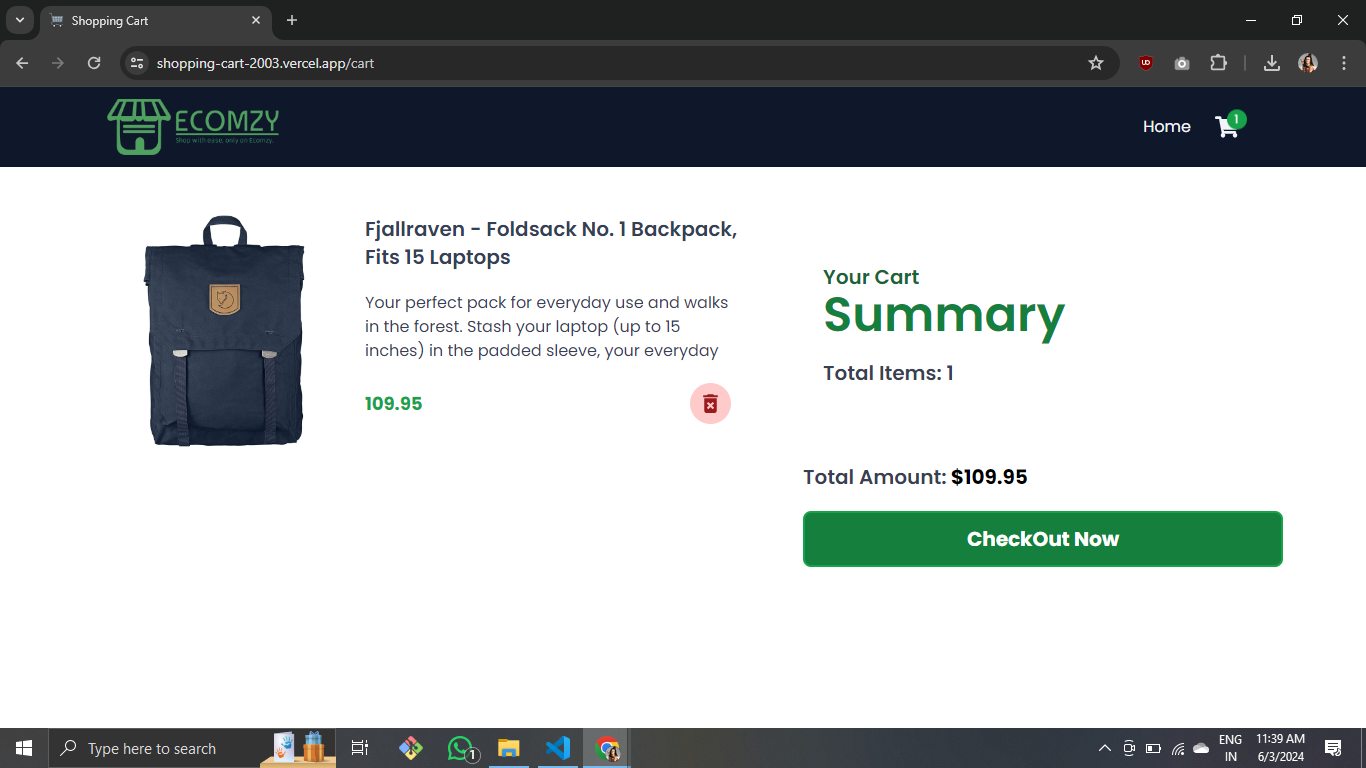 Shopping Cart
shopping-cart-2003.vercel.app/cart
ECOMZY
Shop with ease, only on Ecomzy..
Home
1
Fjallraven - Foldsack No. 1 Backpack,
Fits 15 Laptops
Your perfect pack for everyday use and walks
in the forest. Stash your laptop (up to 15
inches) in the padded sleeve, your everyday
109.95
Your Cart
Summary
Total Items: 1
Total Amount: $109.95
CheckOut Now
Type here to search
1
ENG
IN
11:39 AM
6/3/2024